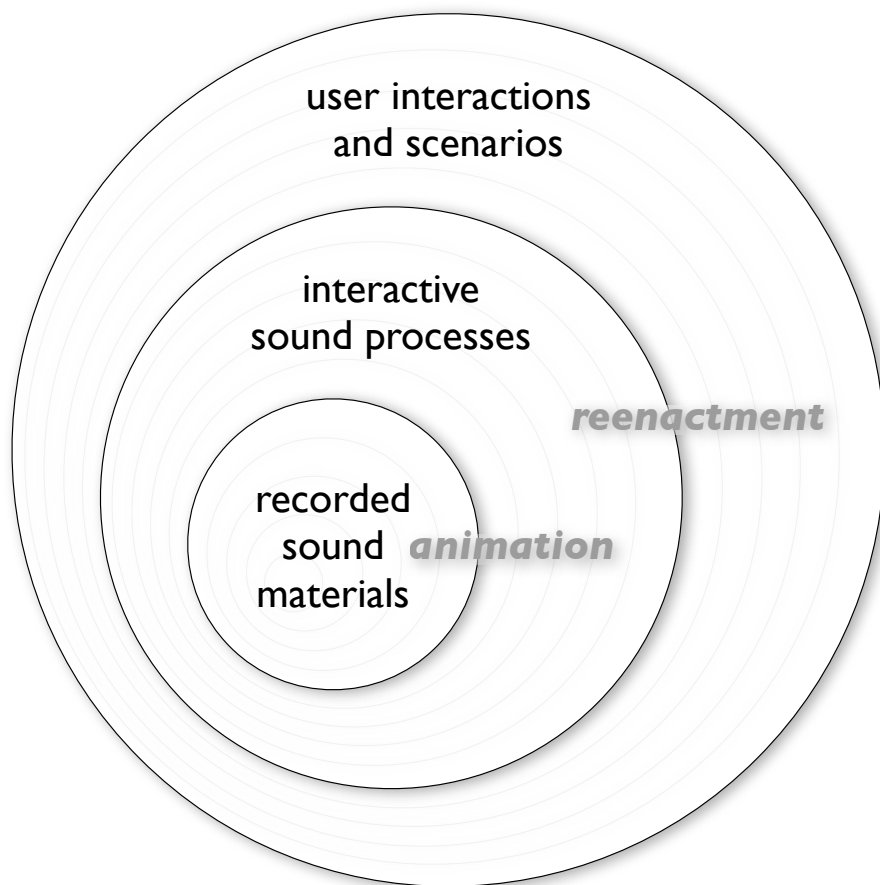 user interactions
and scenarios
interactive
sound processes
reenactment
recorded
sound
animation
materials